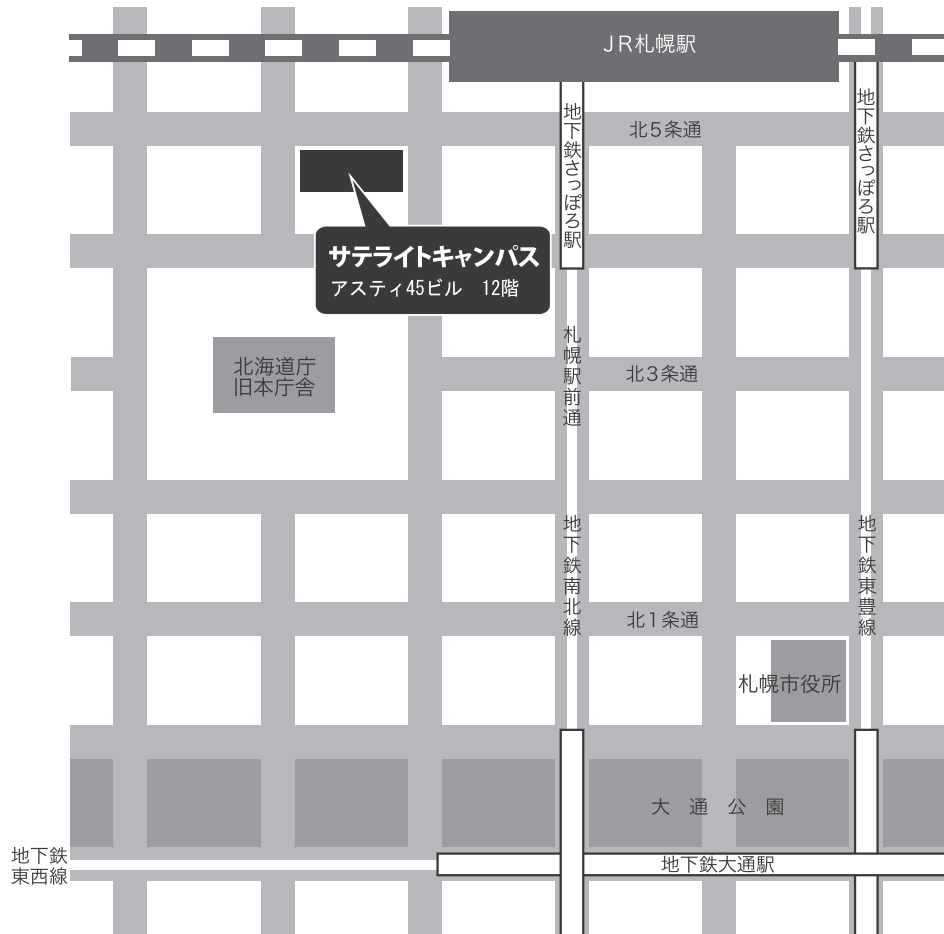 ＪＲ札幌駅
地下鉄さっぽろ駅
地下鉄さっぽろ駅
北５条通
サテライトキャンパス
アスティ45ビル　12階
北海道庁
旧本庁舎
札幌駅前通
北３条通
地下鉄南北線
地下鉄東豊線
北１条通
札幌市役所
大　通　公　園
地下鉄
東西線
地下鉄大通駅